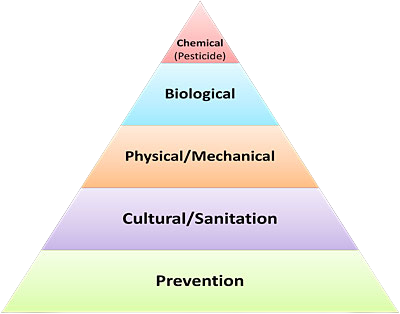 Chemical
(Pesticide)
Biological
Physical/Mechanical
Cultural/Sanitation
Prevention